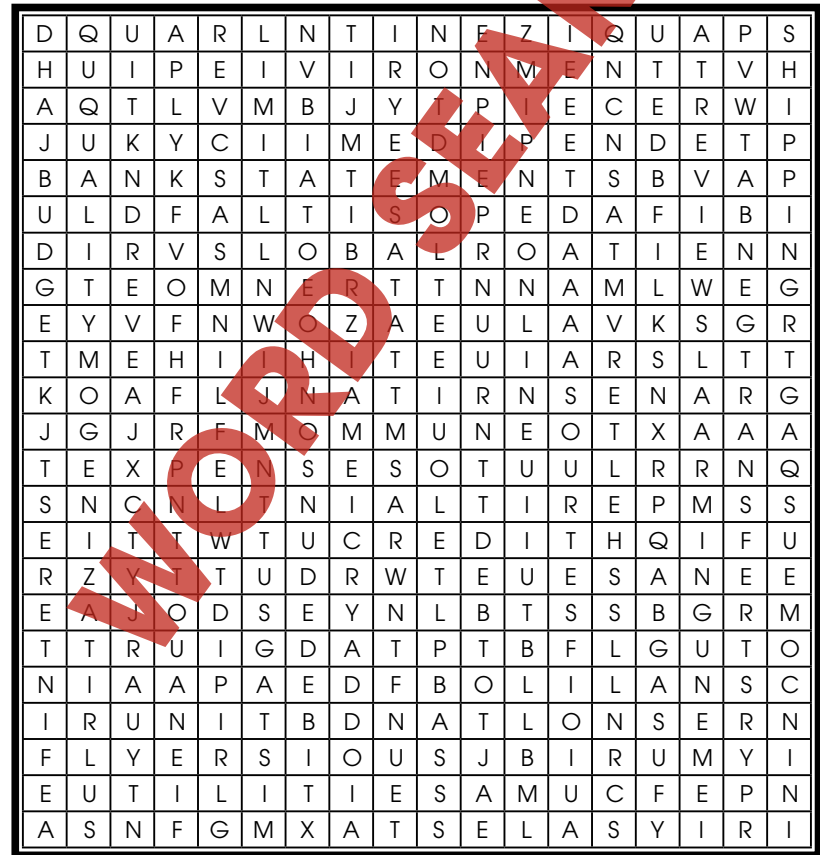 D Q U A R L N T I N E Z I Q U A P S
H U I P E I V I R O N M E N T T V H
A Q T L V M B J Y T P I E C E R W I
J U K Y C I I M E D I P E N D E T P
B A N K S T A T E M E N T S B V A P
U L D F A L T I S O P E D A F I B I
D I R V S L O B A L R O A T I E N N
G T E O M N E R T T N N A M L W E G
E Y V F N W O Z A E U L A V K S G R
T M E H I I H I T E U I A R S L T T
K O A F L J N A T I R N S E N A R G
J G J R F M O M M U N E O T X A A A
T E X P E N S E S O T U U L R R N Q
S N C N L T N I A L T I R E P M S S
E I T T W T U C R E D I T H Q I F U
R Z Y T T U D R W T E U E S A N E E
E A J O D S E Y N L B T S S B G R M
T T R U I G D A T P T B F L G U T O
N I A A P A E D F B O L I L A N S C
I R U N I T B D N A T L O N S E R N
F L Y E R S I O U S J B I R U M Y I
E U T I L I T I E S A M U C F E P N
A S N F G M X A T S E L A S Y I R I
WORD SEAR